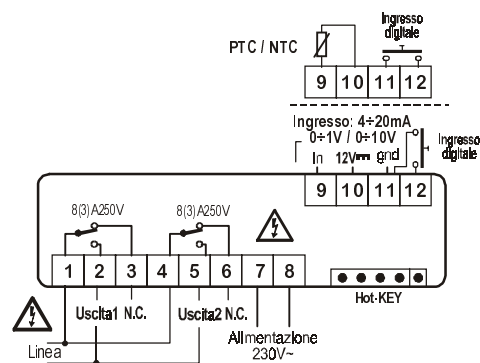 Ingresso
digitale
PTC / NTC
9 10 11 12
Ingresso: 4÷20mA
0÷1V / 0÷10V
Ingresso
digitale
In 12V⎓ gnd
9 10 11 12
8(3)A250V 8(3)A250V
1 2 3 4 5 6 7 8
Hot-KEY
Uscita1 N.C. Uscita2 N.C.
Linea
Alimentazione
230V~